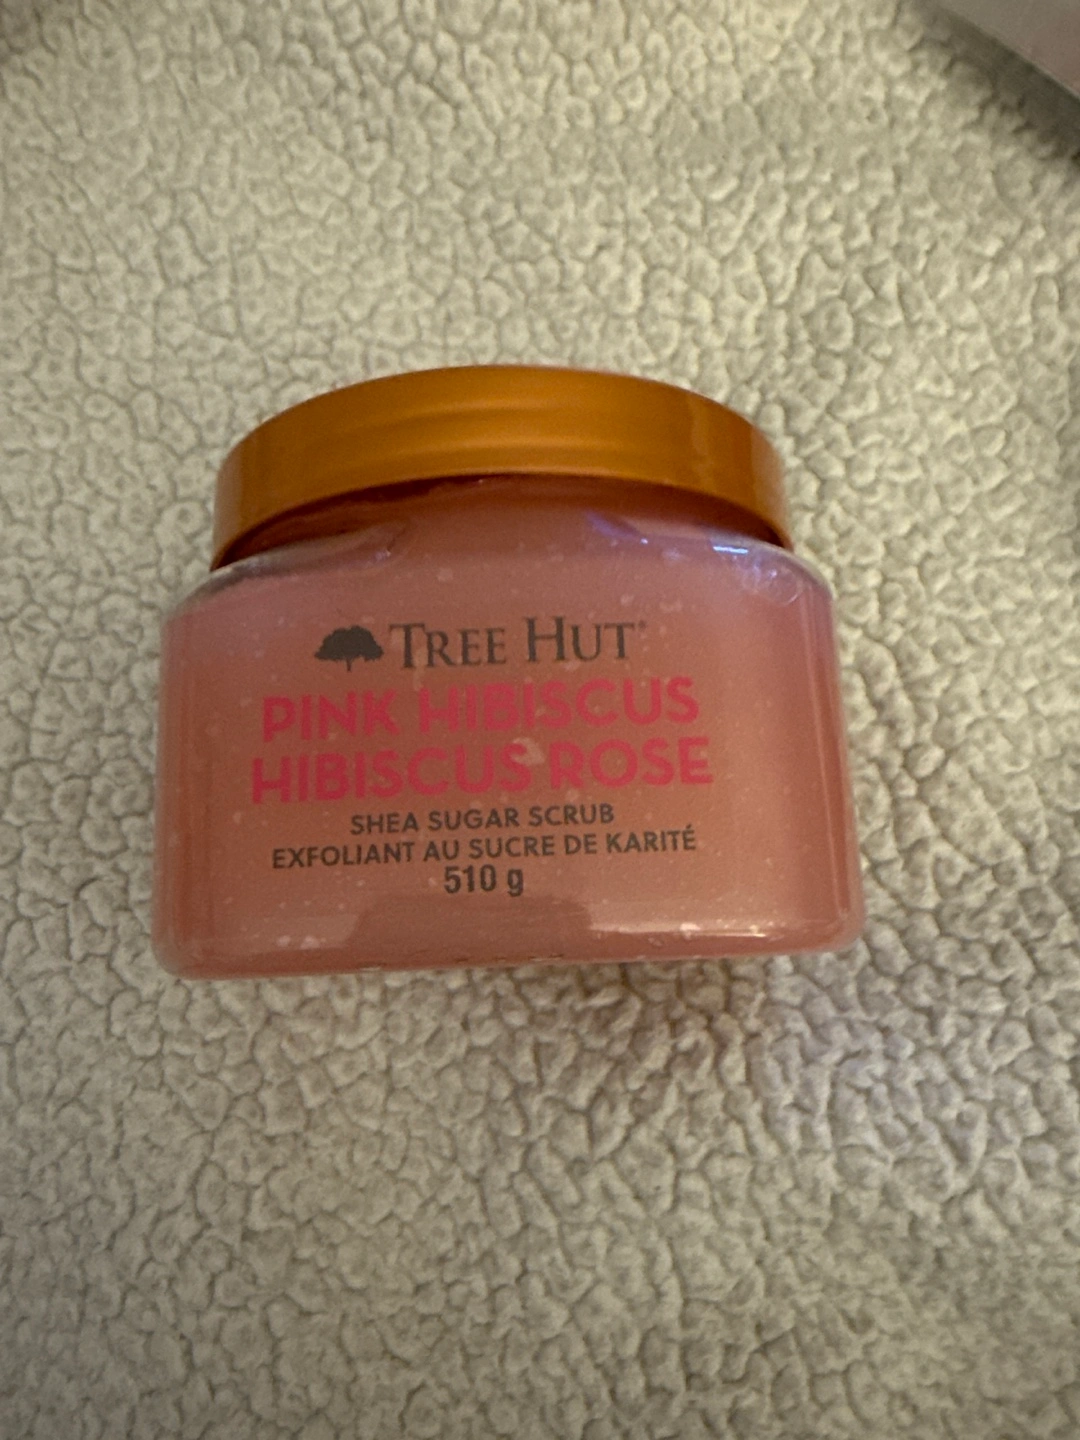 TREE HUT®
PINK HIBISCUS
HIBISCUS ROSE
SHEA SUGAR SCRUB
EXFOLIANT AU SUCRE DE KARITÉ
510 g